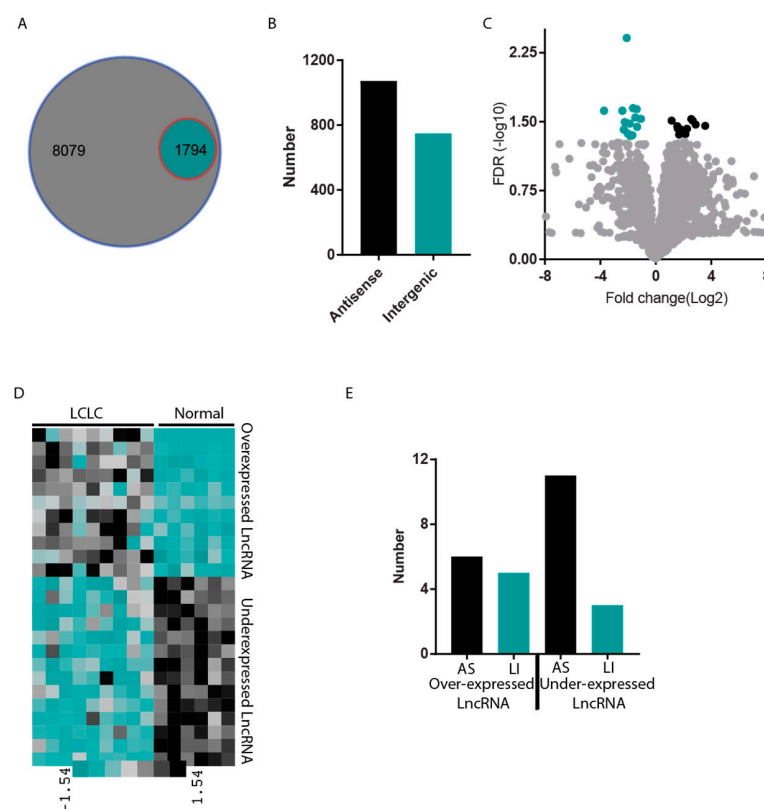 A
8079
1794
B
1200
800
400
0
Number
Antisense
Intergenic
C
2.25
1.50
0.75
0.00
FDR (-log10)
-8
-4
0
4
8
Fold change(Log2)
D
LCLC
Normal
Overexpressed LncRNA
Underexpressed LncRNA
-1.54
1.54
E
12
8
4
0
Number
AS
LI
AS
LI
Over-expressed
LncRNA
Under-expressed
LncRNA